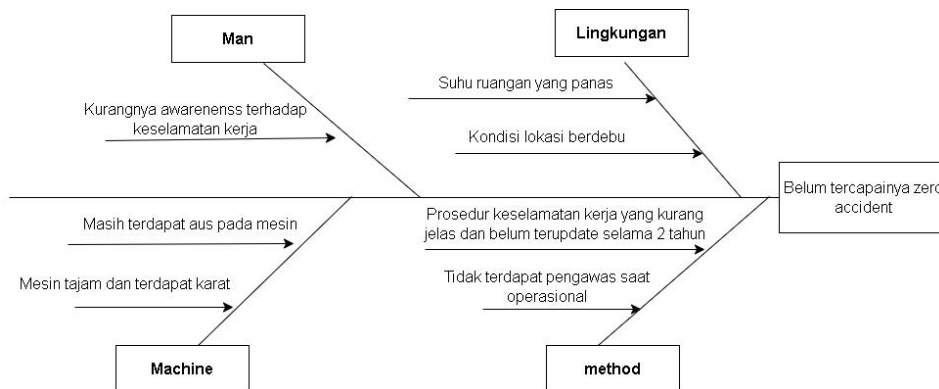 Man
Lingkungan
Suhu ruangan yang panas
Kurangnya awarenenss terhadap
keselamatan kerja
Kondisi lokasi berdebu
Belum tercapainya zero
accident
Masih terdapat aus pada mesin
Prosedur keselamatan kerja yang kurang
jelas dan belum terupdate selama 2 tahun
Mesin tajam dan terdapat karat
Tidak terdapat pengawas saat
operasional
Machine
method